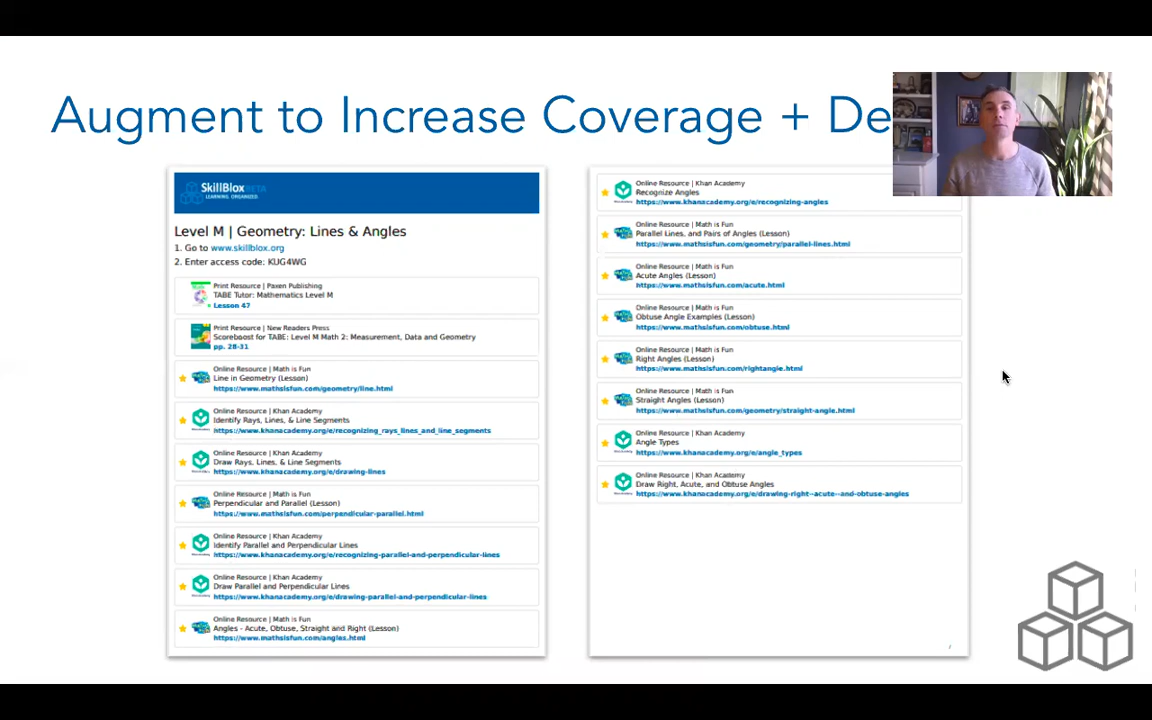 Augment to Increase Coverage + De
SkillBlox BETA
LEARNING. ORGANIZED.
Level M | Geometry: Lines & Angles
1. Go to www.skillblox.org
2. Enter access code: KUG4WG
Print Resource | Paxen Publishing
TABE Tutor: Mathematics Level M
Lesson 47
Print Resource | New Readers Press
Scoreboost for TABE: Level M Math 2: Measurement, Data and Geometry
pp. 28-31
Online Resource | Math is Fun
Line in Geometry (Lesson)
https://www.mathsisfun.com/geometry/line.html
Online Resource | Khan Academy
Identify Rays, Lines, & Line Segments
https://www.khanacademy.org/e/recognizing_rays_lines_and_line_segments
Online Resource | Khan Academy
Draw Rays, Lines, & Line Segments
https://www.khanacademy.org/e/drawing-lines
Online Resource | Math is Fun
Perpendicular and Parallel (Lesson)
https://www.mathsisfun.com/perpendicular-parallel.html
Online Resource | Khan Academy
Identify Parallel and Perpendicular Lines
https://www.khanacademy.org/e/recognizing-parallel-and-perpendicular-lines
Online Resource | Khan Academy
Draw Parallel and Perpendicular Lines
https://www.khanacademy.org/e/drawing-parallel-and-perpendicular-lines
Online Resource | Math is Fun
Angles - Acute, Obtuse, Straight and Right (Lesson)
https://www.mathsisfun.com/angles.html
Online Resource | Khan Academy
Recognize Angles
https://www.khanacademy.org/e/recognizing-angles
Online Resource | Math is Fun
Parallel Lines, and Pairs of Angles (Lesson)
https://www.mathsisfun.com/geometry/parallel-lines.html
Online Resource | Math is Fun
Acute Angles (Lesson)
https://www.mathsisfun.com/acute.html
Online Resource | Math is Fun
Obtuse Angle Examples (Lesson)
https://www.mathsisfun.com/obtuse.html
Online Resource | Math is Fun
Right Angles (Lesson)
https://www.mathsisfun.com/rightangle.html
Online Resource | Math is Fun
Straight Angles (Lesson)
https://www.mathsisfun.com/geometry/straight-angle.html
Online Resource | Khan Academy
Angle Types
https://www.khanacademy.org/e/angle_types
Online Resource | Khan Academy
Draw Right, Acute, and Obtuse Angles
https://www.khanacademy.org/e/drawing-right--acute--and-obtuse-angles